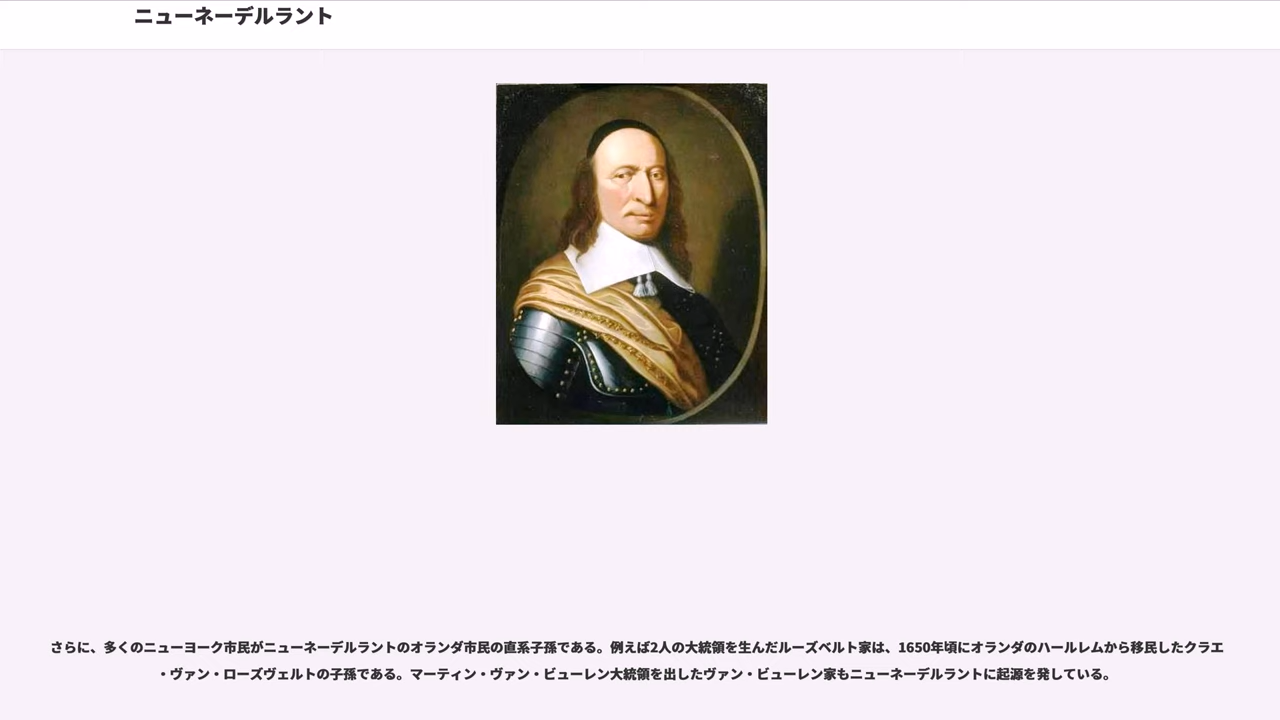 ニューネーデルラント
さらに、多くのニューヨーク市民がニューネーデルラントのオランダ市民の直系子孫である。例えば2人の大統領を生んだルーズベルト家は、1650年頃にオランダのハールレムから移民したクラエ
・ヴァン・ローズヴェルトの子孫である。マーティン・ヴァン・ビューレン大統領を出したヴァン・ビューレン家もニューネーデルラントに起源を発している。